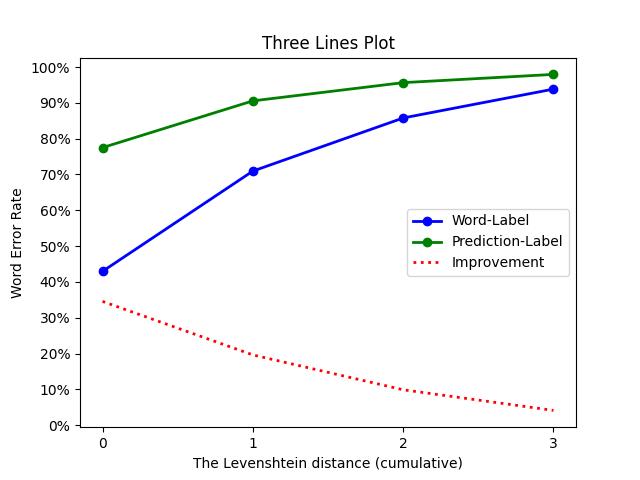 Three Lines Plot
100%
90%
80%
70%
60%
50%
40%
30%
20%
10%
0%
Word Error Rate
Word-Label
Prediction-Label
Improvement
0 1 2 3
The Levenshtein distance (cumulative)